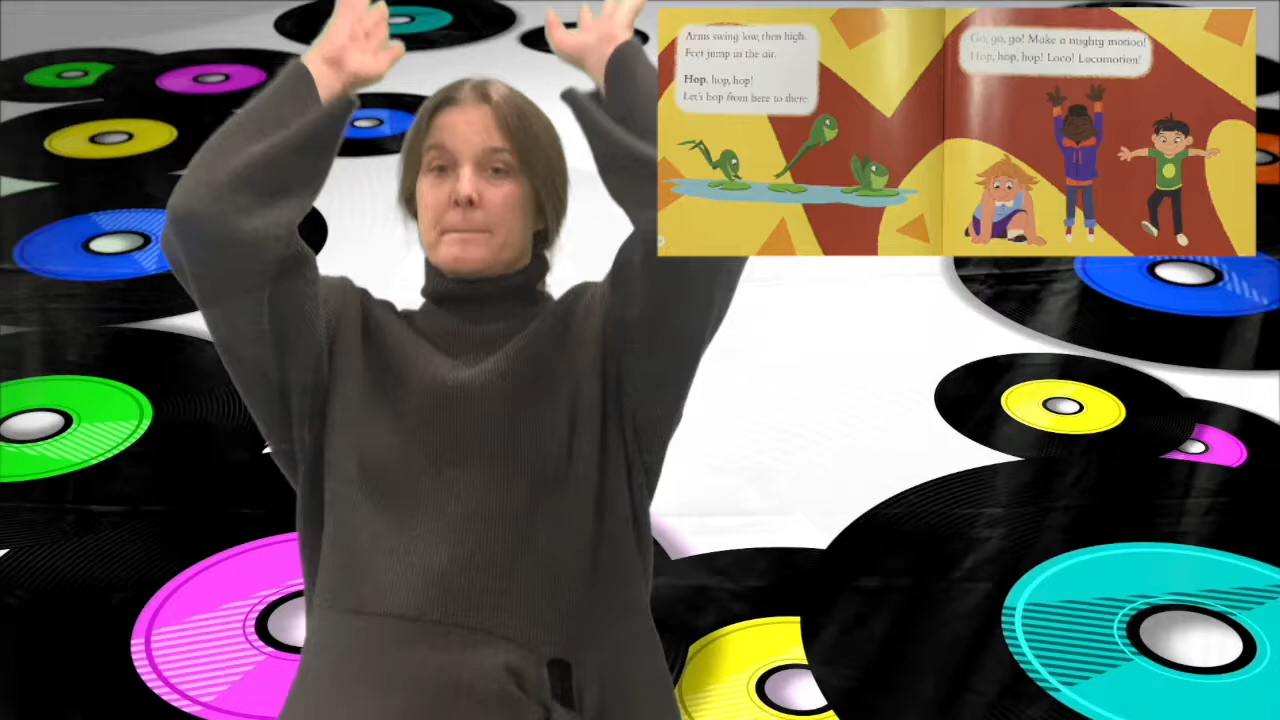 Arms swing low, then high.
Feet jump in the air.
Hop, hop, hop!
Let's hop from here to there.
Go, go, go! Make a mighty motion!
Hop, hop, hop! Loco! Locomotion!